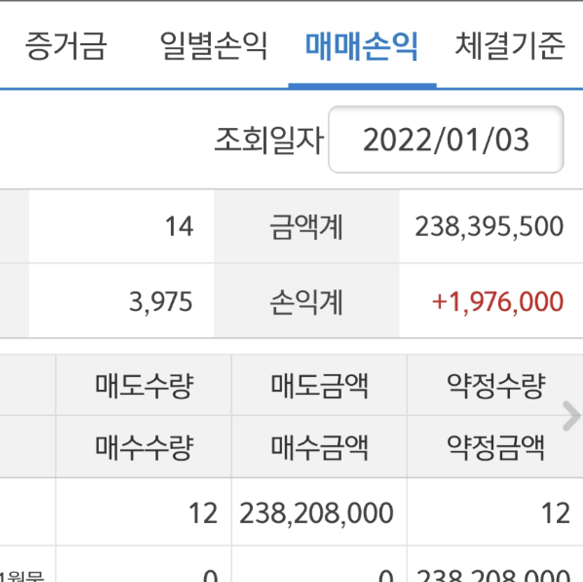 증거금 일별손익 매매손익 체결기준
조회일자 2022/01/03
14 금액계 238,395,500
3,975 손익계 +1,976,000
매도수량 매도금액 약정수량
매수수량 매수금액 약정금액
12 238,208,000 12
1월물 0 0 238,208,000